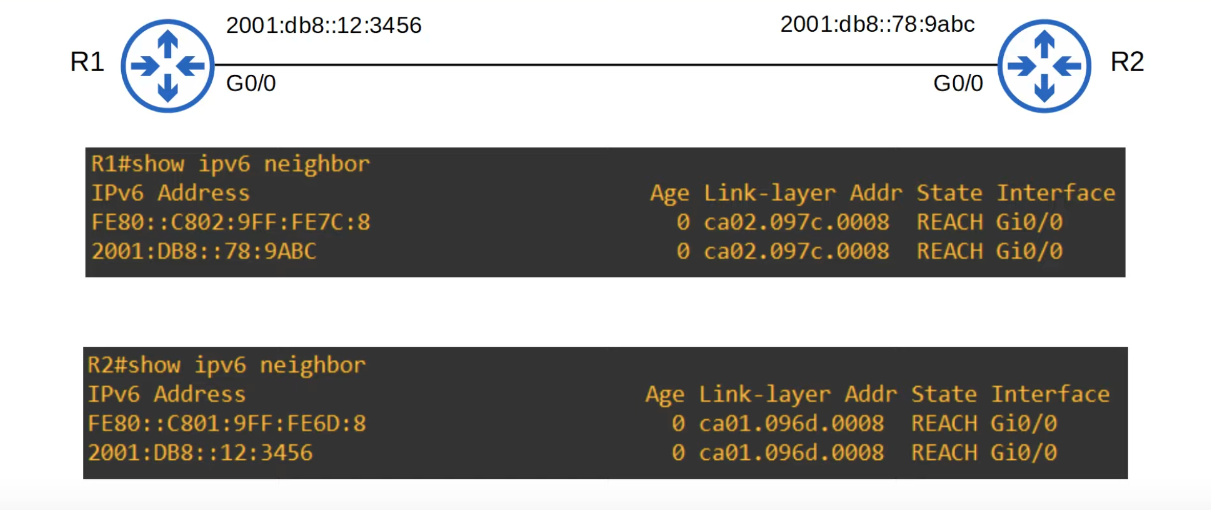 2001:db8::12:3456
2001:db8::78:9abc
R1
R2
G0/0
G0/0
R1#show ipv6 neighbor
IPv6 Address Age Link-layer Addr State Interface
FE80::C802:9FF:FE7C:8 0 ca02.097c.0008 REACH Gi0/0
2001:DB8::78:9ABC 0 ca02.097c.0008 REACH Gi0/0
R2#show ipv6 neighbor
IPv6 Address Age Link-layer Addr State Interface
FE80::C801:9FF:FE6D:8 0 ca01.096d.0008 REACH Gi0/0
2001:DB8::12:3456 0 ca01.096d.0008 REACH Gi0/0